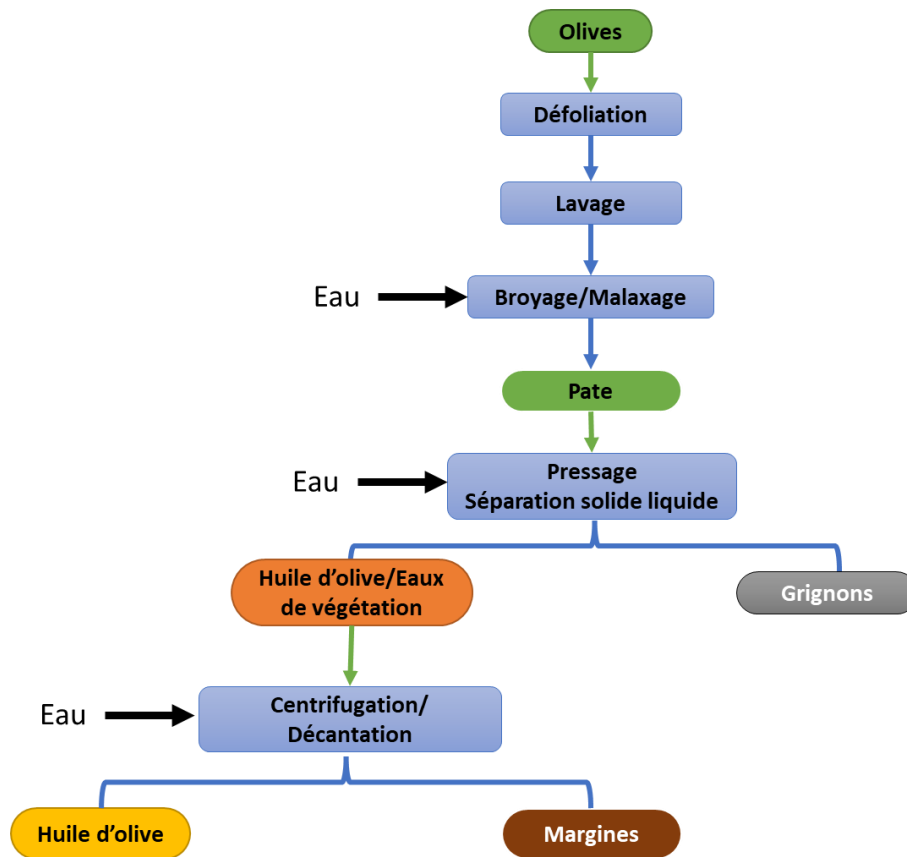 Olives
Défoliation
Lavage
Eau
Broyage/Malaxage
Pate
Eau
Pressage
Séparation solide liquide
Huile d’olive/Eaux
de végétation
Grignons
Eau
Centrifugation/
Décantation
Huile d’olive
Margines